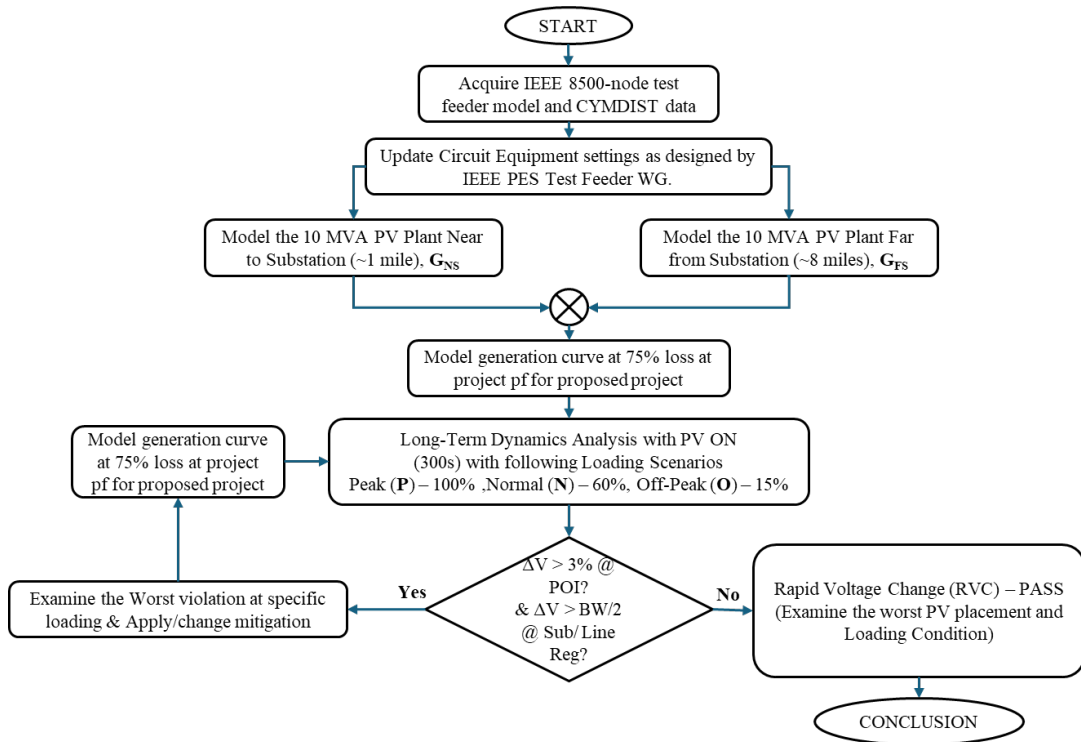 START
Acquire IEEE 8500-node test
feeder model and CYMDIST data
Update Circuit Equipment settings as designed by
IEEE PES Test Feeder WG.
Model the 10 MVA PV Plant Near
to Substation (~1 mile), G_NS
Model the 10 MVA PV Plant Far
from Substation (~8 miles), G_FS
Model generation curve at 75% loss at
project pf for proposed project
Model generation curve
at 75% loss at project
pf for proposed project
Long-Term Dynamics Analysis with PV ON
(300s) with following Loading Scenarios
Peak (P) – 100% ,Normal (N) – 60%, Off-Peak (O) – 15%
ΔV > 3% @
POI?
& ΔV > BW/2
@ Sub/ Line
Reg?
Yes
No
Examine the Worst violation at specific
loading & Apply/change mitigation
Rapid Voltage Change (RVC) – PASS
(Examine the worst PV placement and
Loading Condition)
CONCLUSION